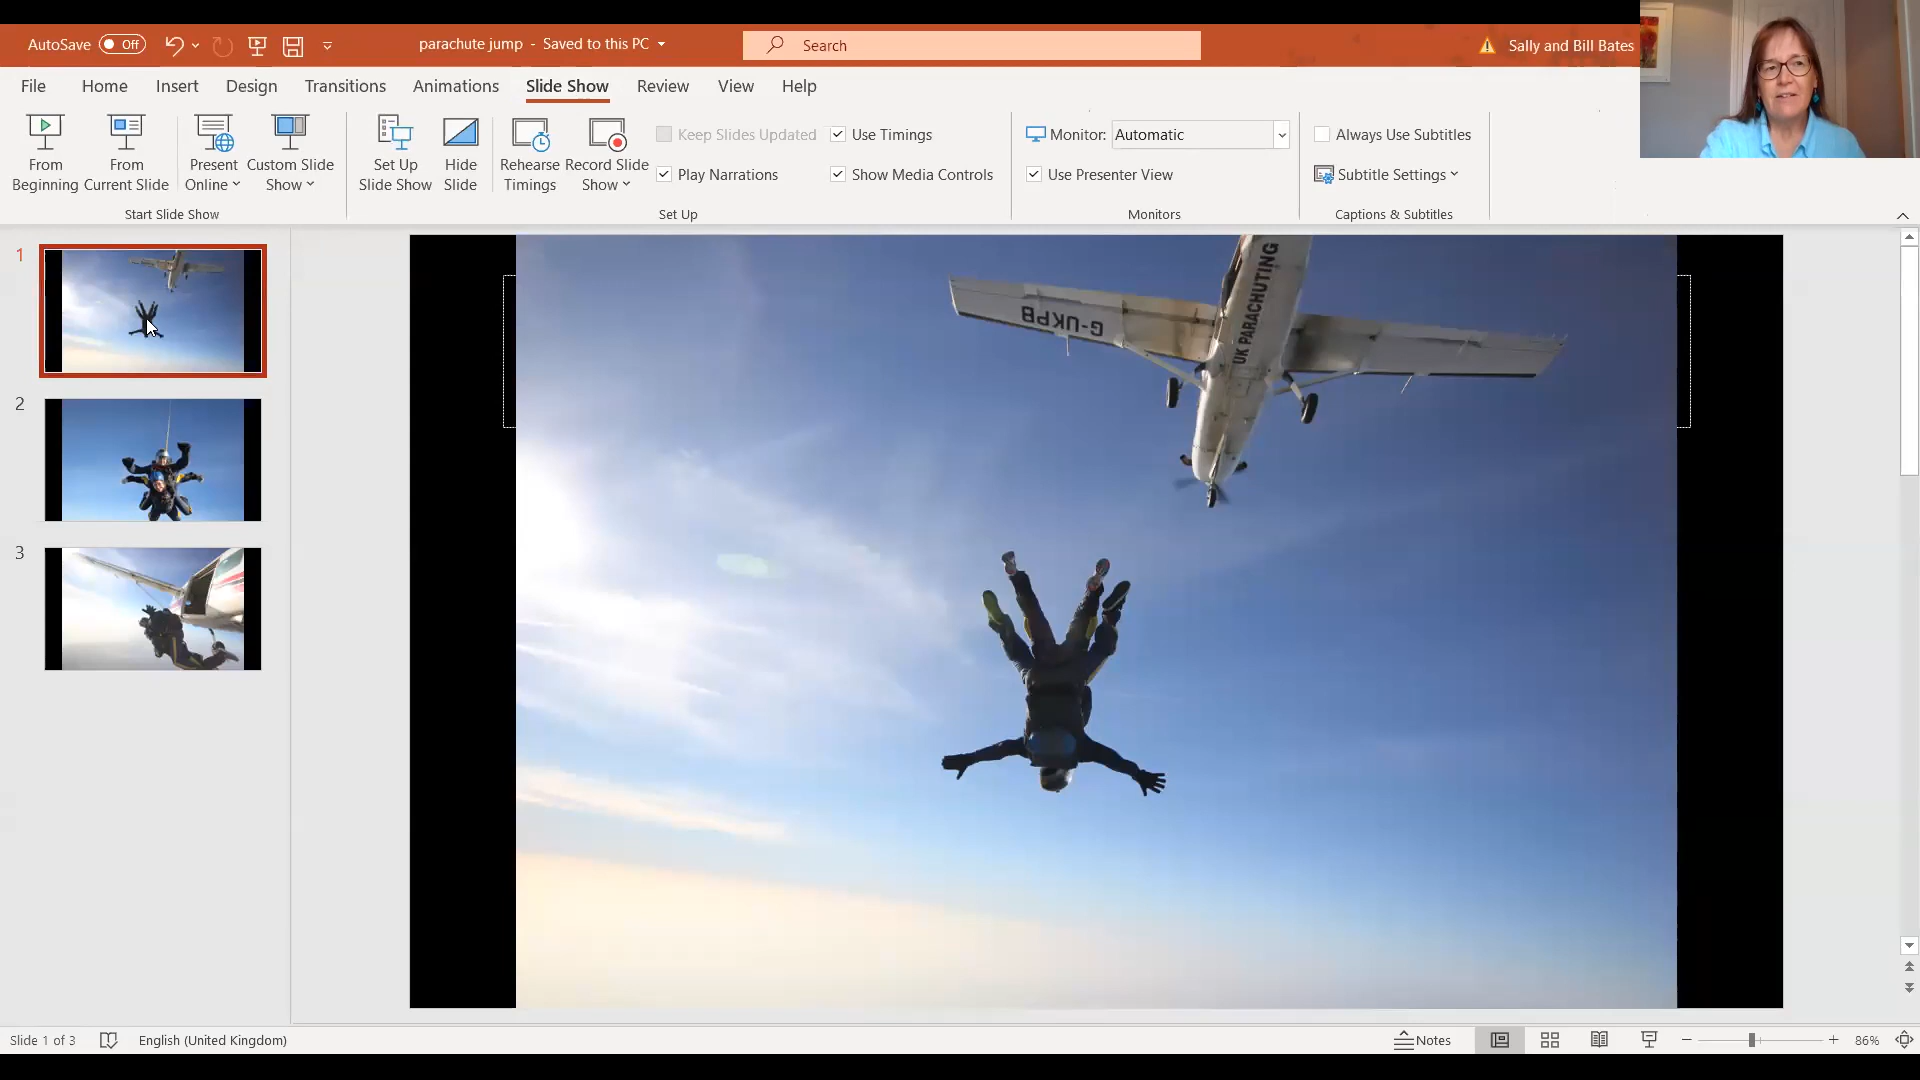 AutoSave Off
parachute jump - Saved to this PC
Search
Sally and Bill Bates
File Home Insert Design Transitions Animations Slide Show Review View Help
From Beginning
From Current Slide
Present Online
Custom Slide Show
Start Slide Show
Set Up Slide Show
Hide Slide
Rehearse Timings
Record Slide Show
Keep Slides Updated
Play Narrations
Use Timings
Show Media Controls
Set Up
Monitor: Automatic
Use Presenter View
Monitors
Always Use Subtitles
Subtitle Settings
Captions & Subtitles
1
2
3
G-UKPB
UK PARACHUTING
Slide 1 of 3
English (United Kingdom)
Notes
86%